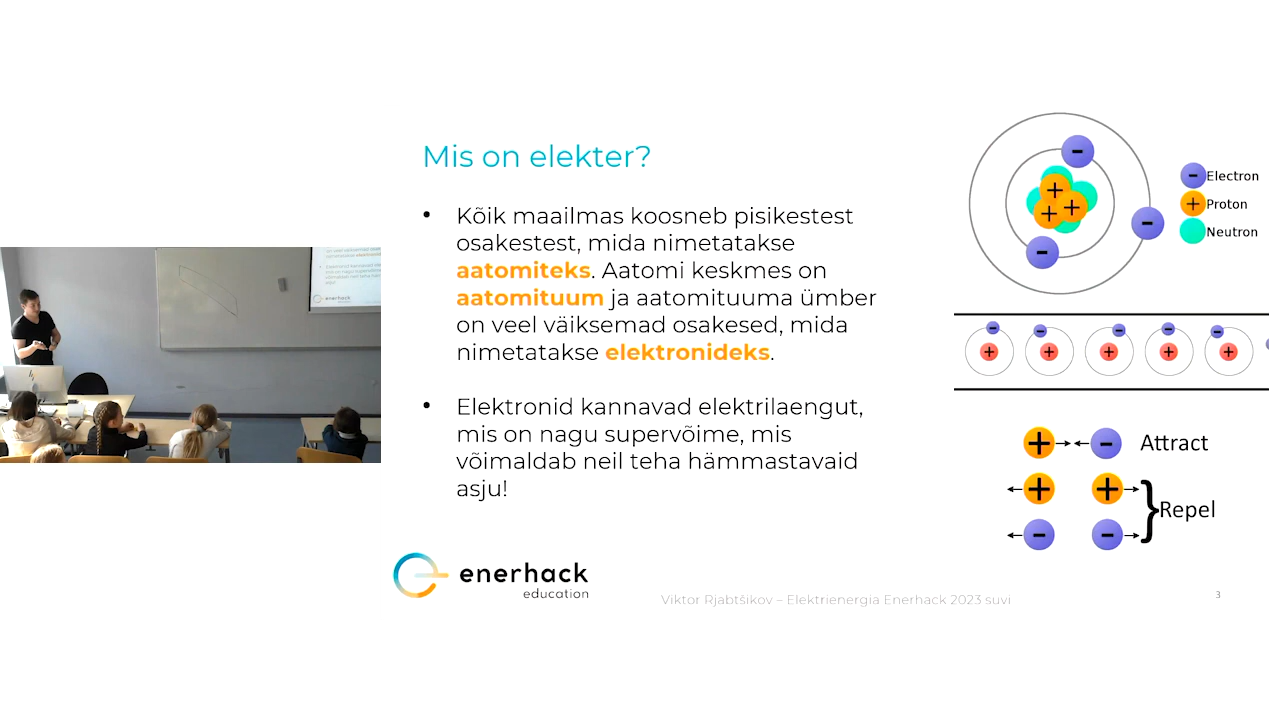 Mis on elekter?
• Kõik maailmas koosneb pisikestest
osakestest, mida nimetatakse
aatomiteks. Aatomi keskmes on
aatomituum ja aatomituuma ümber
on veel väiksemad osakesed, mida
nimetatakse elektronideks.
• Elektronid kannavad elektrilaengut,
mis on nagu supervõime, mis
võimaldab neil teha hämmastavaid
asju!
Electron
Proton
Neutron
Attract
Repel
enerhack
education
Viktor Rjabtšikov – Elektrienergia Enerhack 2023 suvi
3
enerhack